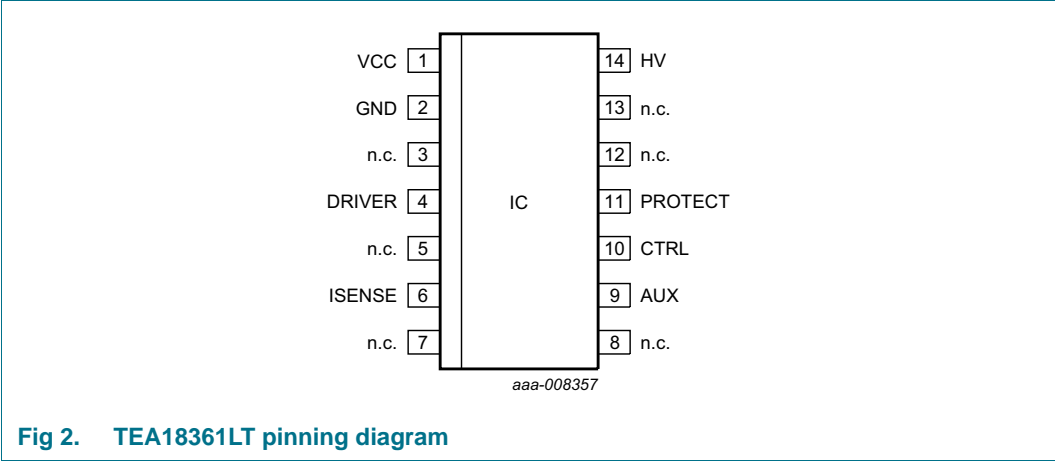 VCC 1 14 HV
GND 2 13 n.c.
n.c. 3 12 n.c.
DRIVER 4 IC 11 PROTECT
n.c. 5 10 CTRL
ISENSE 6 9 AUX
n.c. 7 8 n.c.
aaa-008357
Fig 2. TEA18361LT pinning diagram